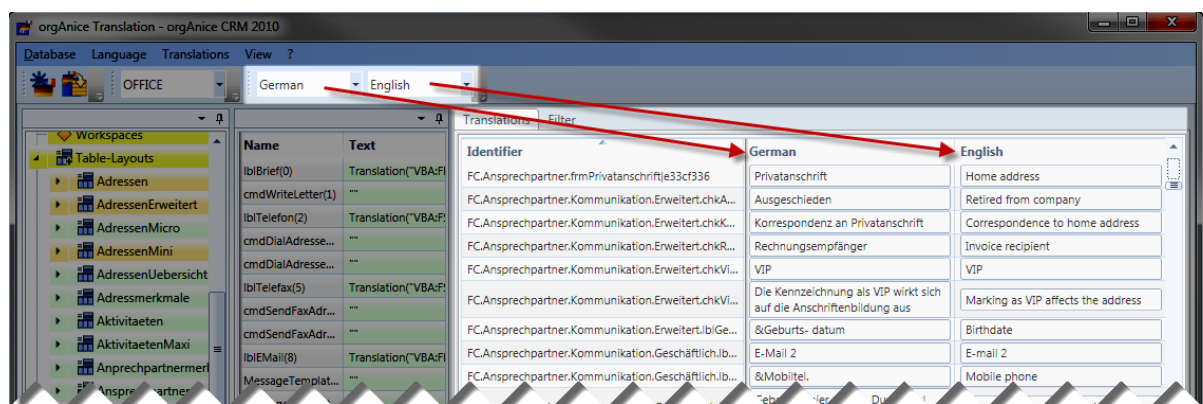 orgAnice Translation - orgAnice CRM 2010
Database Language Translations View ?
OFFICE German English
Workspaces
Table-Layouts
Adressen
AdressenErweitert
AdressenMicro
AdressenMini
AdressenUebersicht
Adressmerkmale
Aktivitaeten
AktivitaetenMaxi
Anprechpartnermerl
Name Text
lblBrief(0) Translation("VBA:Fl
cmdWriteLetter(1) ""
lblTelefon(2) Translation("VBA:F!
cmdDialAdresse... ""
cmdDialAdresse... ""
lblTelefax(5) Translation("VBA:F!
cmdSendFaxAdr... ""
cmdSendFaxAdr... ""
lblEMail(8) Translation("VBA:Fl
MessageTemplat... ""
Translations Filter
Identifier German English
FC.Ansprechpartner.frmPrivatanschrift|e33cf336 Privatanschrift Home address
FC.Ansprechpartner.Kommunikation.Erweitert.chkA... Ausgeschieden Retired from company
FC.Ansprechpartner.Kommunikation.Erweitert.chkK... Korrespondenz an Privatanschrift Correspondence to home address
FC.Ansprechpartner.Kommunikation.Erweitert.chkR... Rechnungsempfänger Invoice recipient
FC.Ansprechpartner.Kommunikation.Erweitert.chkVi... VIP VIP
FC.Ansprechpartner.Kommunikation.Erweitert.chkVi... Die Kennzeichnung als VIP wirkt sich
auf die Anschriftenbildung aus Marking as VIP affects the address
FC.Ansprechpartner.Kommunikation.Erweitert.lblGe... &Geburts- datum Birthdate
FC.Ansprechpartner.Kommunikation.Geschäftlich.lb... E-Mail 2 E-mail 2
FC.Ansprechpartner.Kommunikation.Geschäftlich.lb... &Mobiltel. Mobile phone